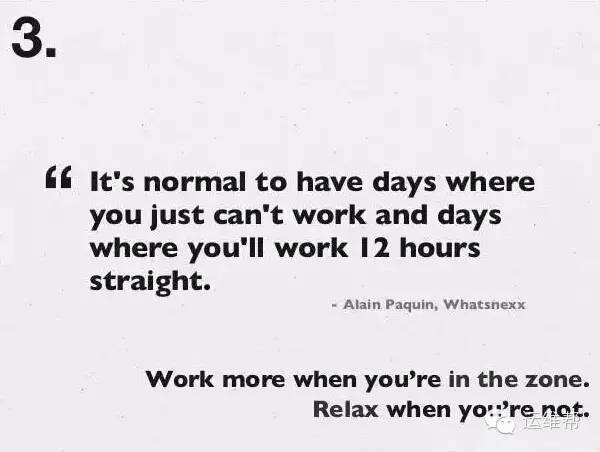 3.
“ It's normal to have days where
you just can't work and days
where you'll work 12 hours
straight.
- Alain Paquin, Whatsnexx
Work more when you’re in the zone.
Relax when you’re not.
运维帮